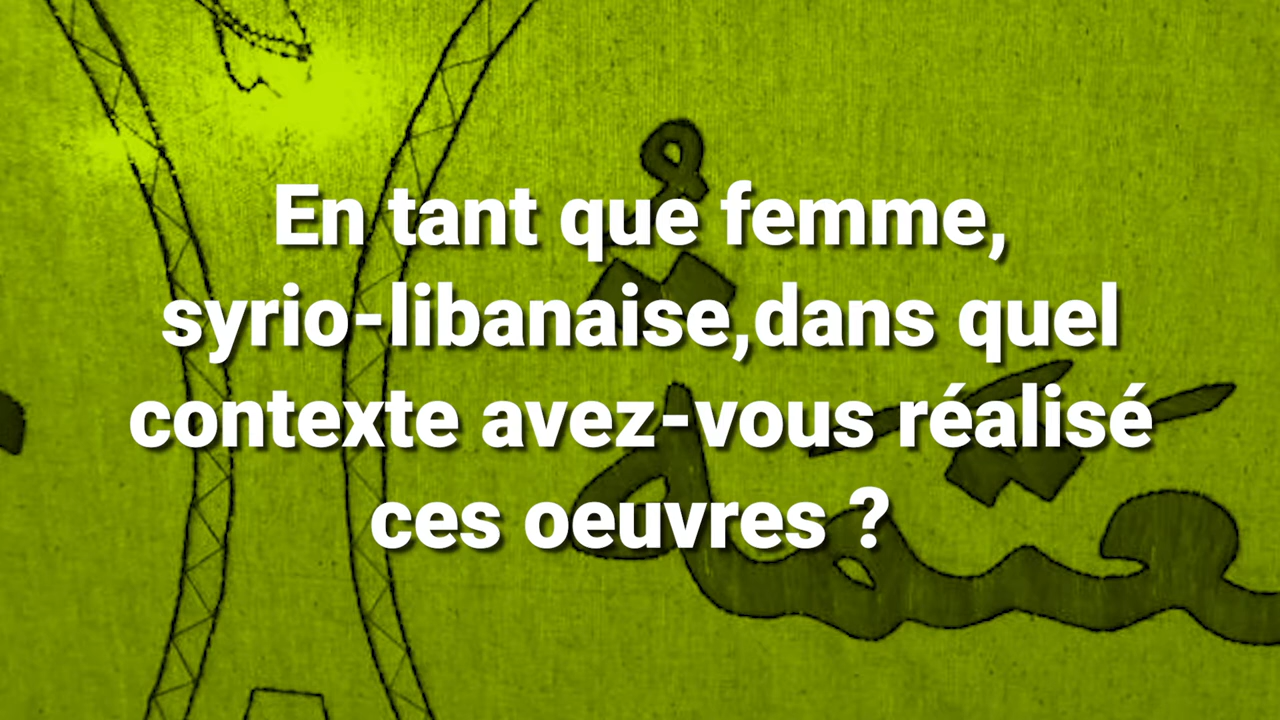 En tant que femme,
syrio-libanaise,dans quel
contexte avez-vous réalisé
ces oeuvres ?